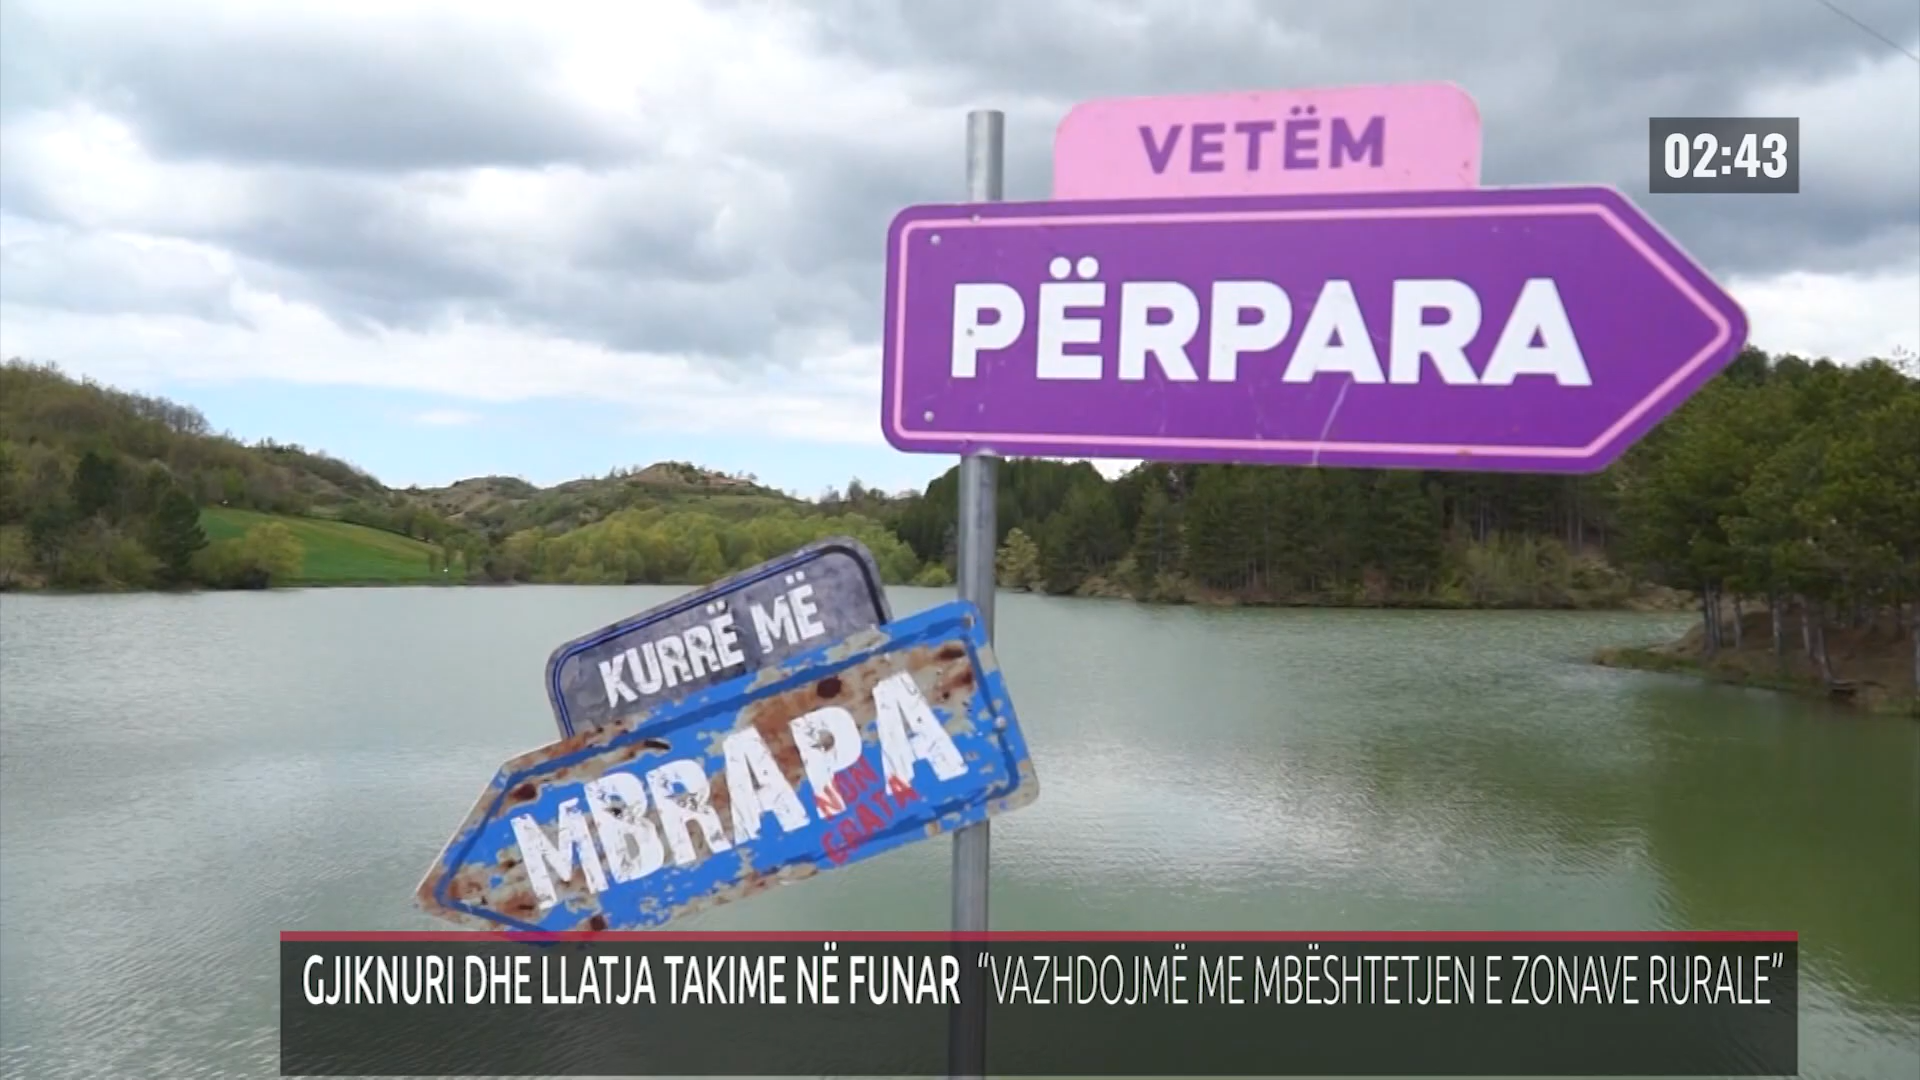 VETËM
PËRPARA
02:43
KURRË MË
MBRAPA
NON
GRATA
GJIKNURI DHE LLATJA TAKIME NË FUNAR "VAZHDOJMË ME MBËSHTETJEN E ZONAVE RURALE"